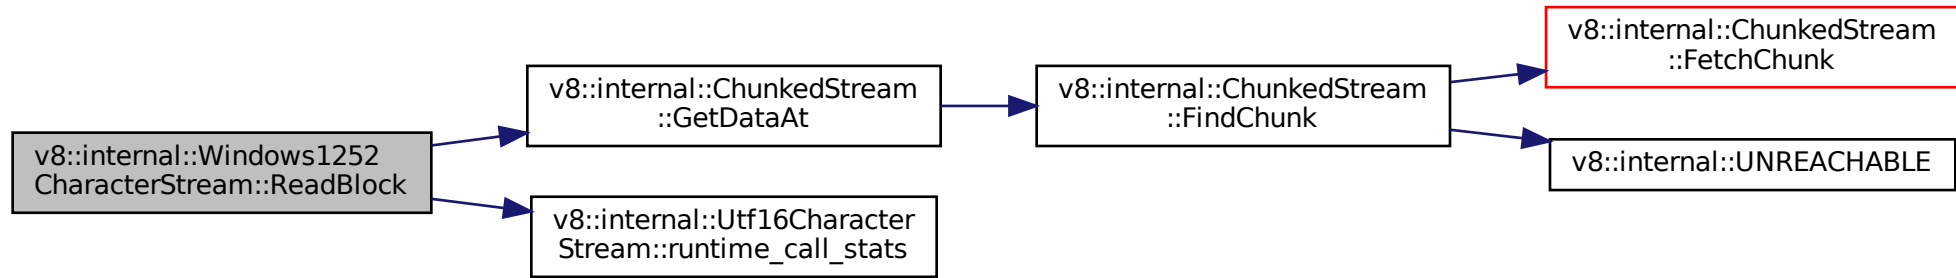 v8::internal::Windows1252
CharacterStream::ReadBlock
v8::internal::ChunkedStream
::GetDataAt
v8::internal::Utf16Character
Stream::runtime_call_stats
v8::internal::ChunkedStream
::FindChunk
v8::internal::ChunkedStream
::FetchChunk
v8::internal::UNREACHABLE